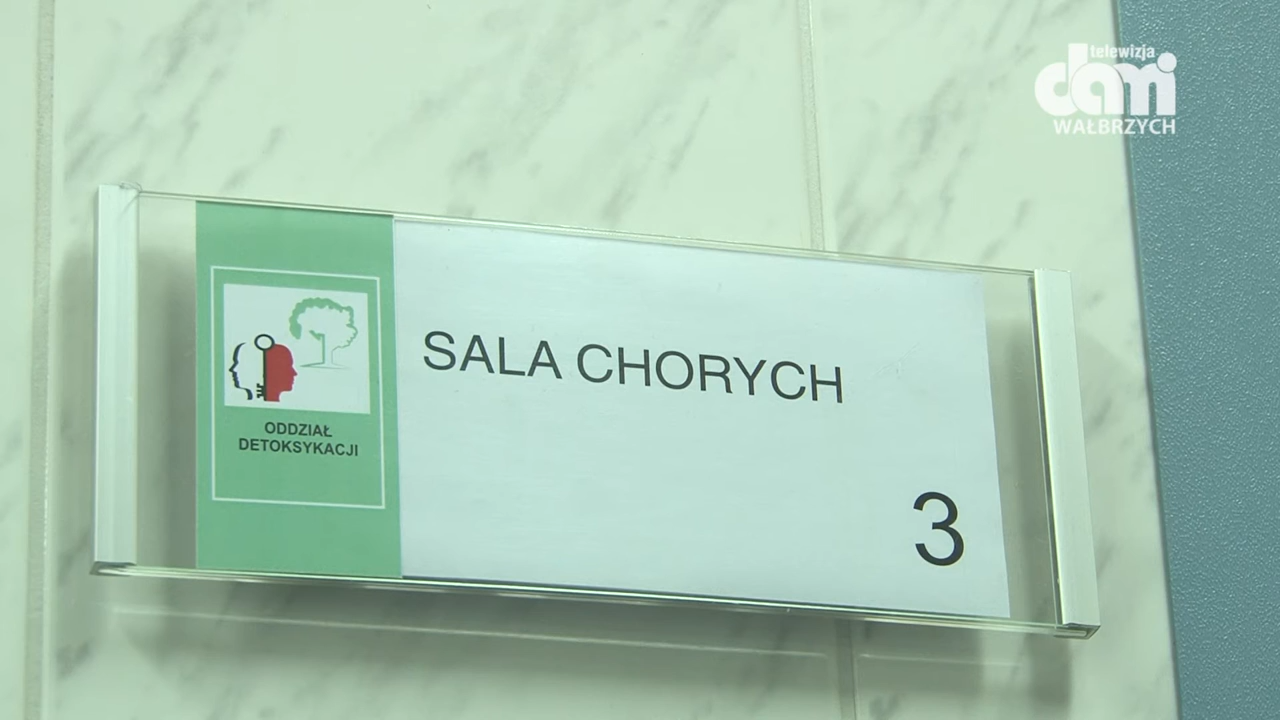 telewizja
dami
WAŁBRZYCH
SALA CHORYCH
ODDZIAŁ
DETOKSYKACJI
3